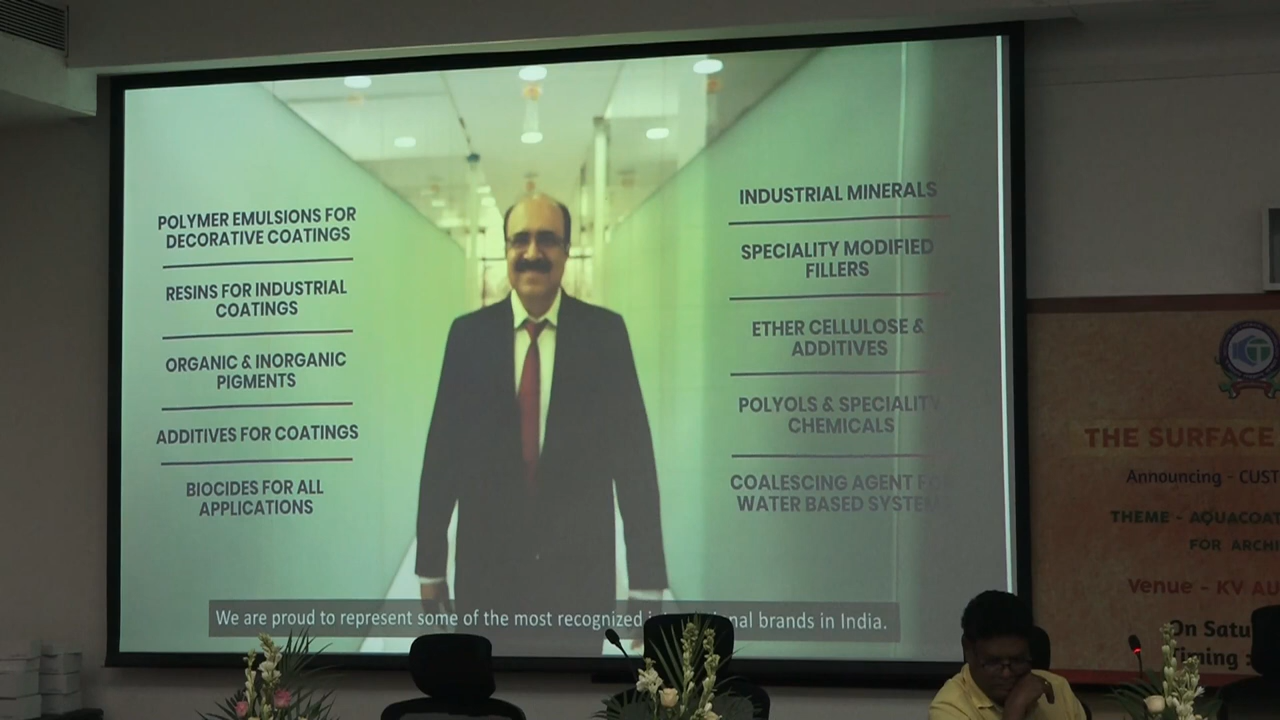 POLYMER EMULSIONS FOR
DECORATIVE COATINGS
RESINS FOR INDUSTRIAL
COATINGS
ORGANIC & INORGANIC
PIGMENTS
ADDITIVES FOR COATINGS
BIOCIDES FOR ALL
APPLICATIONS
INDUSTRIAL MINERALS
SPECIALITY MODIFIED
FILLERS
ETHER CELLULOSE &
ADDITIVES
POLYOLS & SPECIALITY
CHEMICALS
COALESCING AGENT FOR
WATER BASED SYSTEM
We are proud to represent some of the most recognized brands in India.
THE SURFACE
Announcing - CUST
THEME - AQUACOAT
FOR ARCHI
Venue - KV AU
On Satu
Timing :